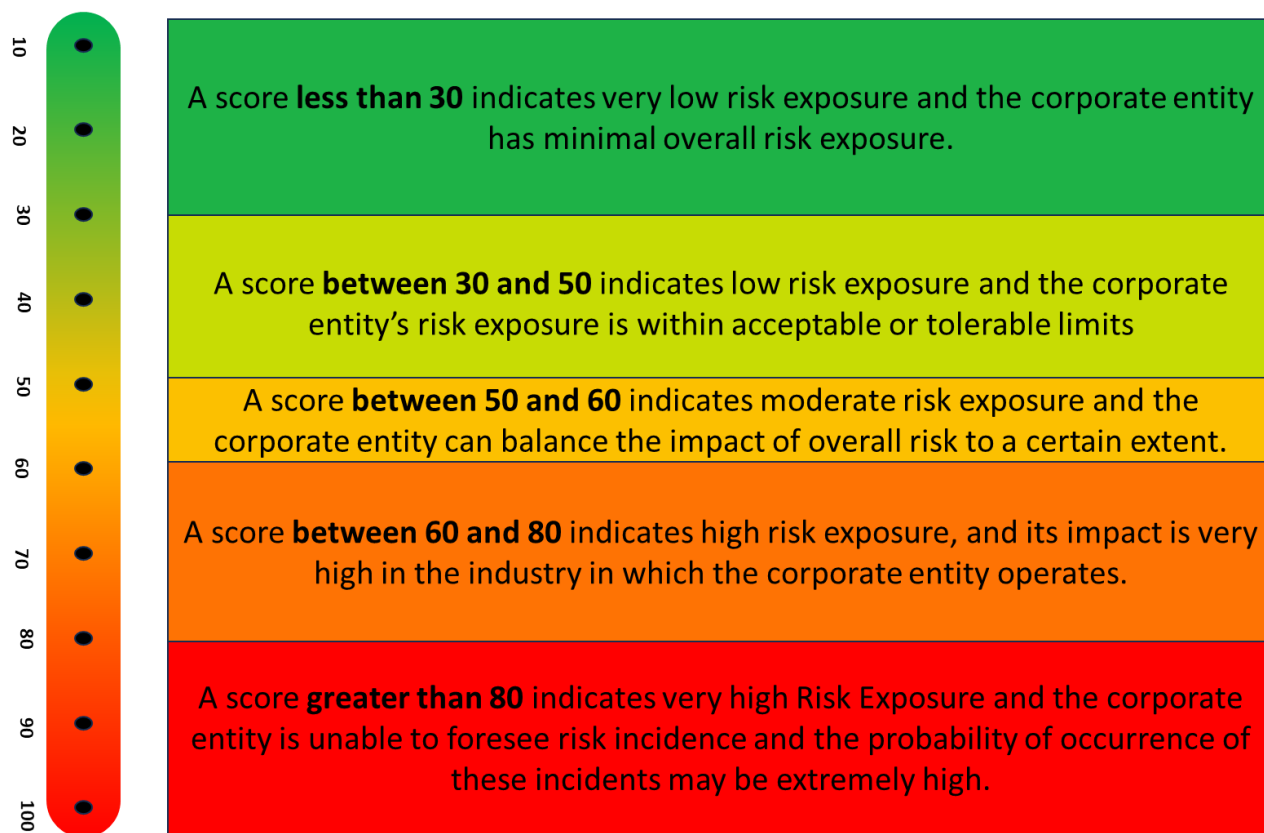 10
20
30
40
50
60
70
80
90
100
A score less than 30 indicates very low risk exposure and the corporate entity
has minimal overall risk exposure.
A score between 30 and 50 indicates low risk exposure and the corporate
entity’s risk exposure is within acceptable or tolerable limits
A score between 50 and 60 indicates moderate risk exposure and the
corporate entity can balance the impact of overall risk to a certain extent.
A score between 60 and 80 indicates high risk exposure, and its impact is very
high in the industry in which the corporate entity operates.
A score greater than 80 indicates very high Risk Exposure and the corporate
entity is unable to foresee risk incidence and the probability of occurrence of
these incidents may be extremely high.